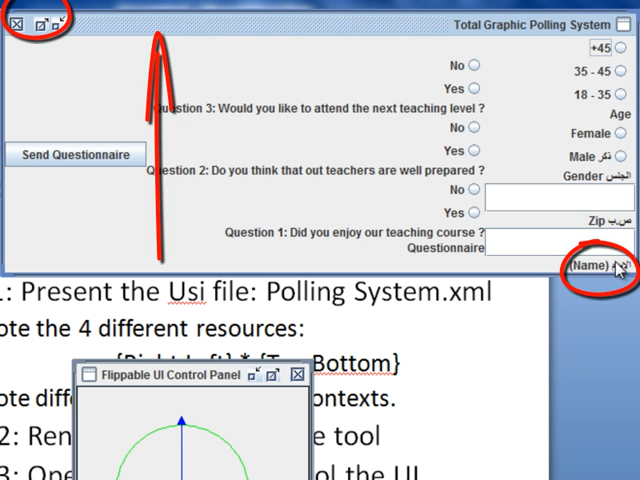 Total Graphic Polling System
+45
35 - 45
18 - 35
Age
Female
Male ذكر
Gender الجنس
Zip ص.ب
(Name)
No
Yes
Question 3: Would you like to attend the next teaching level ?
No
Yes
Question 2: Do you think that out teachers are well prepared ?
No
Yes
Question 1: Did you enjoy our teaching course ?
Questionnaire
Send Questionnaire
1: Present the Usi file: Polling System.xml
ote the 4 different resources:
Bottom}
ote diff
ontexts.
Flippable UI Control Panel
2: Ren
e tool
3: Ope
ol the UI